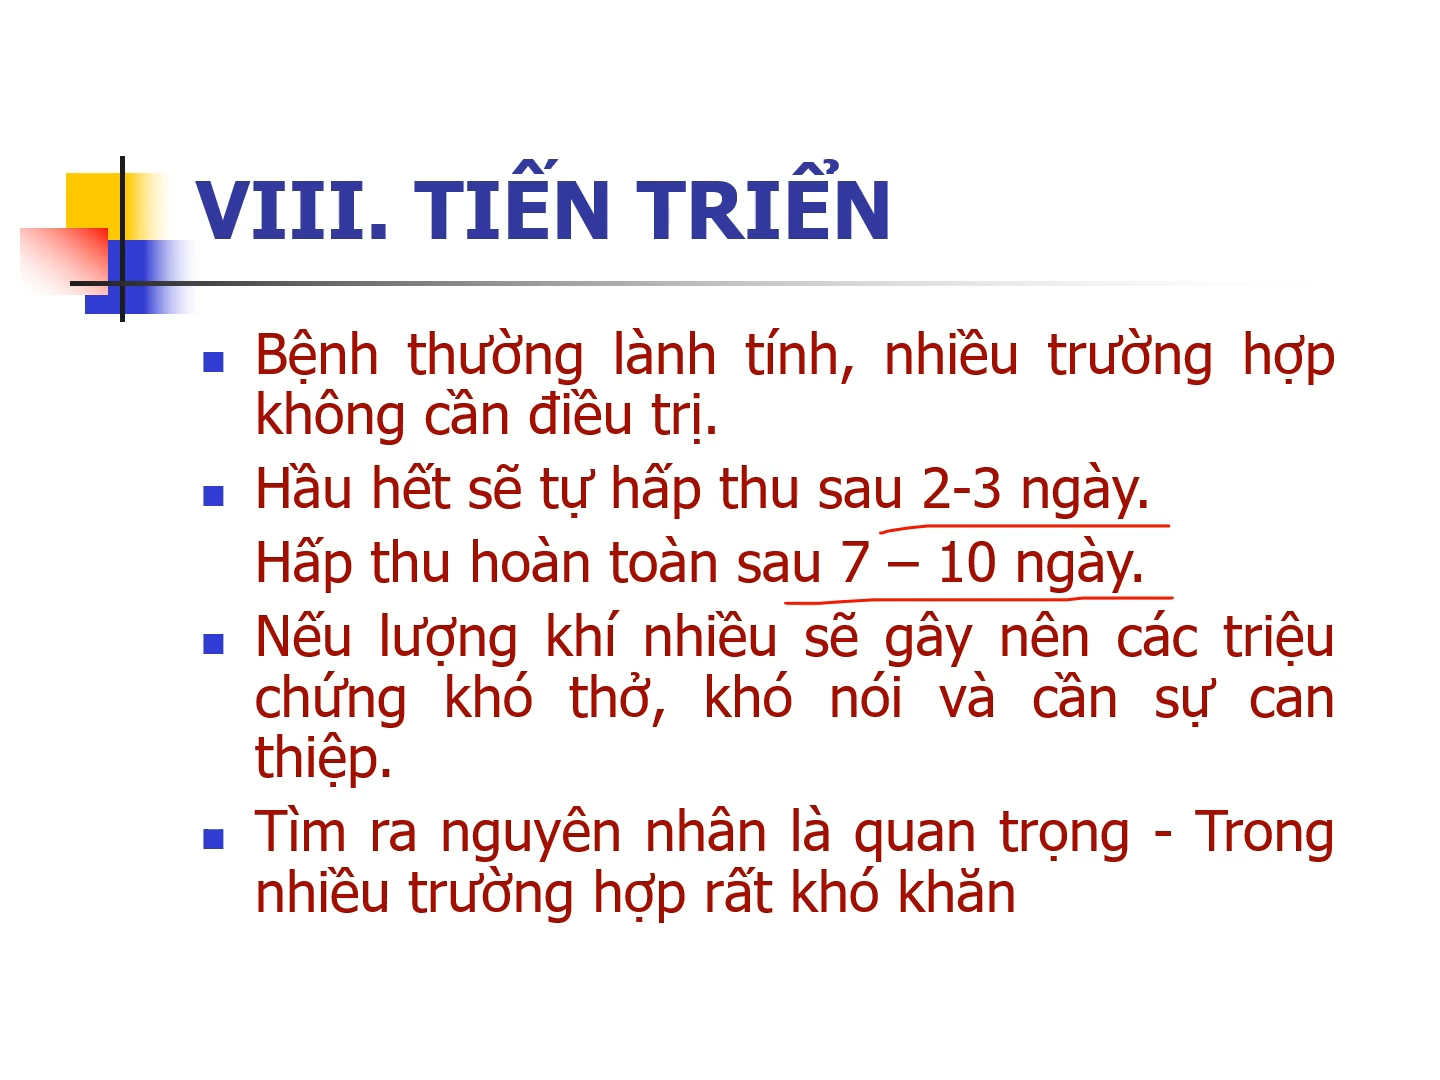 VIII. TIẾN TRIỂN
Bệnh thường lành tính, nhiều trường hợp
không cần điều trị.
Hầu hết sẽ tự hấp thu sau 2-3 ngày.
Hấp thu hoàn toàn sau 7 – 10 ngày.
Nếu lượng khí nhiều sẽ gây nên các triệu
chứng khó thở, khó nói và cần sự can
thiệp.
Tìm ra nguyên nhân là quan trọng - Trong
nhiều trường hợp rất khó khăn